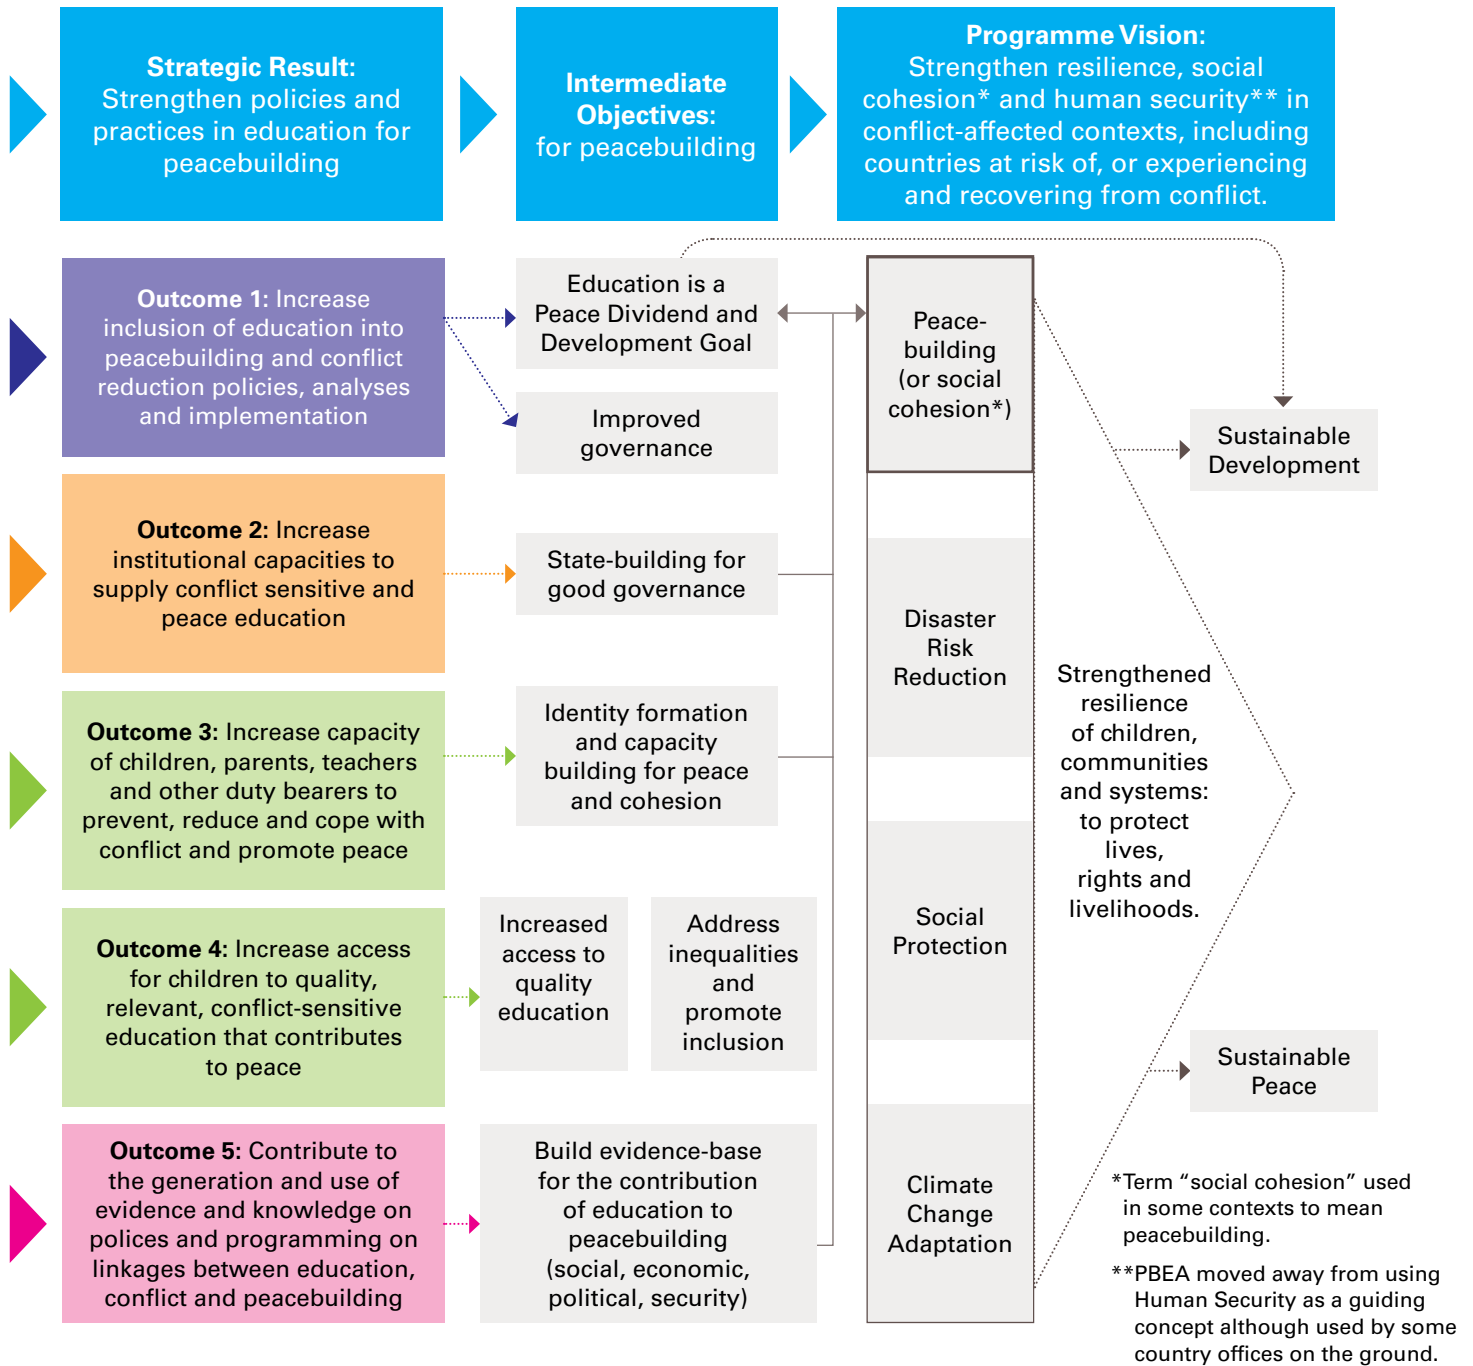 Strategic Result:
Strengthen policies and
practices in education for
peacebuilding
Intermediate
Objectives:
for peacebuilding
Programme Vision:
Strengthen resilience, social
cohesion* and human security** in
conflict-affected contexts, including
countries at risk of, or experiencing
and recovering from conflict.
Outcome 1: Increase
inclusion of education into
peacebuilding and conflict
reduction policies, analyses
and implementation
Education is a
Peace Dividend and
Development Goal
Improved
governance
Outcome 2: Increase
institutional capacities to
supply conflict sensitive and
peace education
State-building for
good governance
Outcome 3: Increase capacity
of children, parents, teachers
and other duty bearers to
prevent, reduce and cope with
conflict and promote peace
Identity formation
and capacity
building for peace
and cohesion
Outcome 4: Increase access
for children to quality,
relevant, conflict-sensitive
education that contributes
to peace
Increased
access to
quality
education
Address
inequalities
and
promote
inclusion
Outcome 5: Contribute to
the generation and use of
evidence and knowledge on
polices and programming on
linkages between education,
conflict and peacebuilding
Build evidence-base
for the contribution
of education to
peacebuilding
(social, economic,
political, security)
Peace-
building
(or social
cohesion*)
Disaster
Risk
Reduction
Social
Protection
Climate
Change
Adaptation
Strengthened
resilience
of children,
communities
and systems:
to protect
lives,
rights and
livelihoods.
Sustainable
Development
Sustainable
Peace
*Term “social cohesion” used
in some contexts to mean
peacebuilding.
**PBEA moved away from using
Human Security as a guiding
concept although used by some
country offices on the ground.